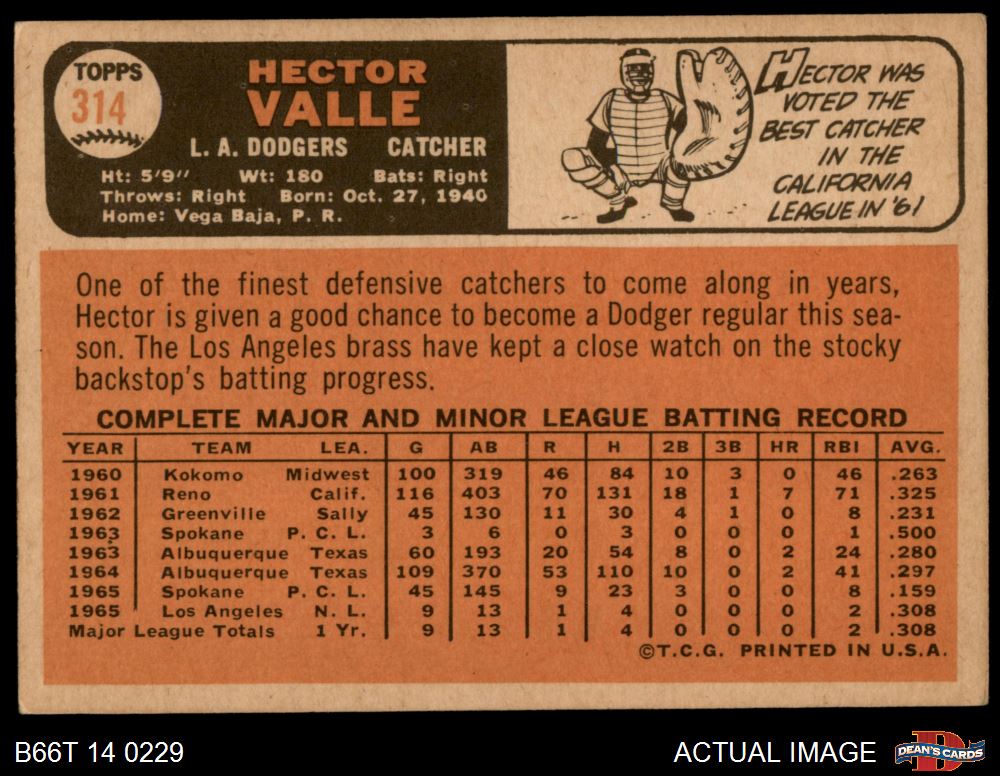 TOPPS
314
HECTOR
VALLE
L. A. DODGERS CATCHER
Ht: 5'9" Wt: 180 Bats: Right
Throws: Right Born: Oct. 27, 1940
Home: Vega Baja, P. R.
HECTOR WAS
VOTED THE
BEST CATCHER
IN THE
CALIFORNIA
LEAGUE IN '61
One of the finest defensive catchers to come along in years,
Hector is given a good chance to become a Dodger regular this sea-
son. The Los Angeles brass have kept a close watch on the stocky
backstop's batting progress.
COMPLETE MAJOR AND MINOR LEAGUE BATTING RECORD
YEAR TEAM LEA. G AB R H 2B 3B HR RBI AVG.
1960 Kokomo Midwest 100 319 46 84 10 3 0 46 .263
1961 Reno Calif. 116 403 70 131 18 1 7 71 .325
1962 Greenville Sally 45 130 11 30 4 1 0 8 .231
1963 Spokane P. C. L. 3 6 0 3 0 0 0 1 .500
1963 Albuquerque Texas 60 193 20 54 8 0 2 24 .280
1964 Albuquerque Texas 109 370 53 110 10 0 2 41 .297
1965 Spokane P. C. L. 45 145 9 23 3 0 0 8 .159
1965 Los Angeles N. L. 9 13 1 4 0 0 0 2 .308
Major League Totals 1 Yr. 9 13 1 4 0 0 0 2 .308
©T.C.G. PRINTED IN U.S.A.
B66T 14 0229
ACTUAL IMAGE
DEAN'S CARDS